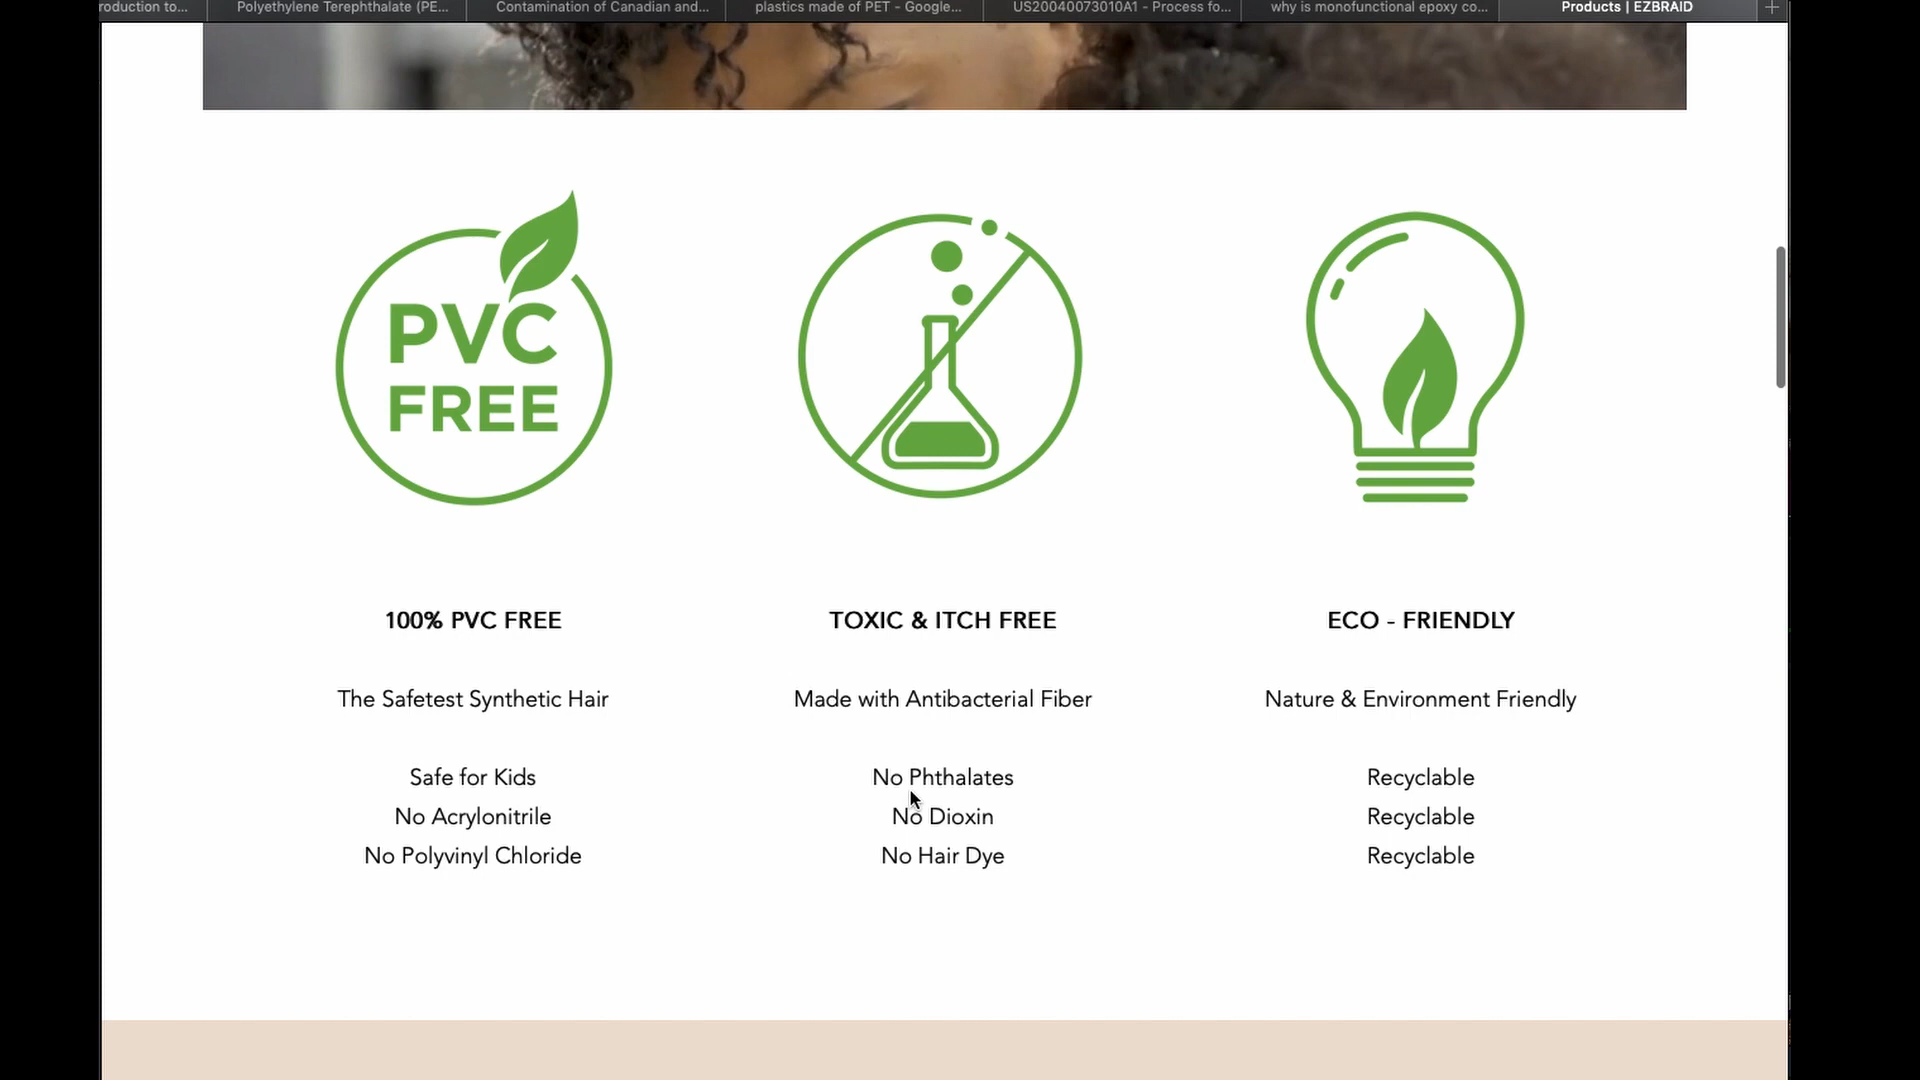 roduction to...
Polyethylene Terephthalate (PE...
Contamination of Canadian and...
plastics made of PET - Google...
US20040073010A1 - Process fo...
why is monofunctional epoxy co...
Products | EZBRAID
PVC
FREE
100% PVC FREE
The Safetest Synthetic Hair
Safe for Kids
No Acrylonitrile
No Polyvinyl Chloride
TOXIC & ITCH FREE
Made with Antibacterial Fiber
No Phthalates
No Dioxin
No Hair Dye
ECO - FRIENDLY
Nature & Environment Friendly
Recyclable
Recyclable
Recyclable